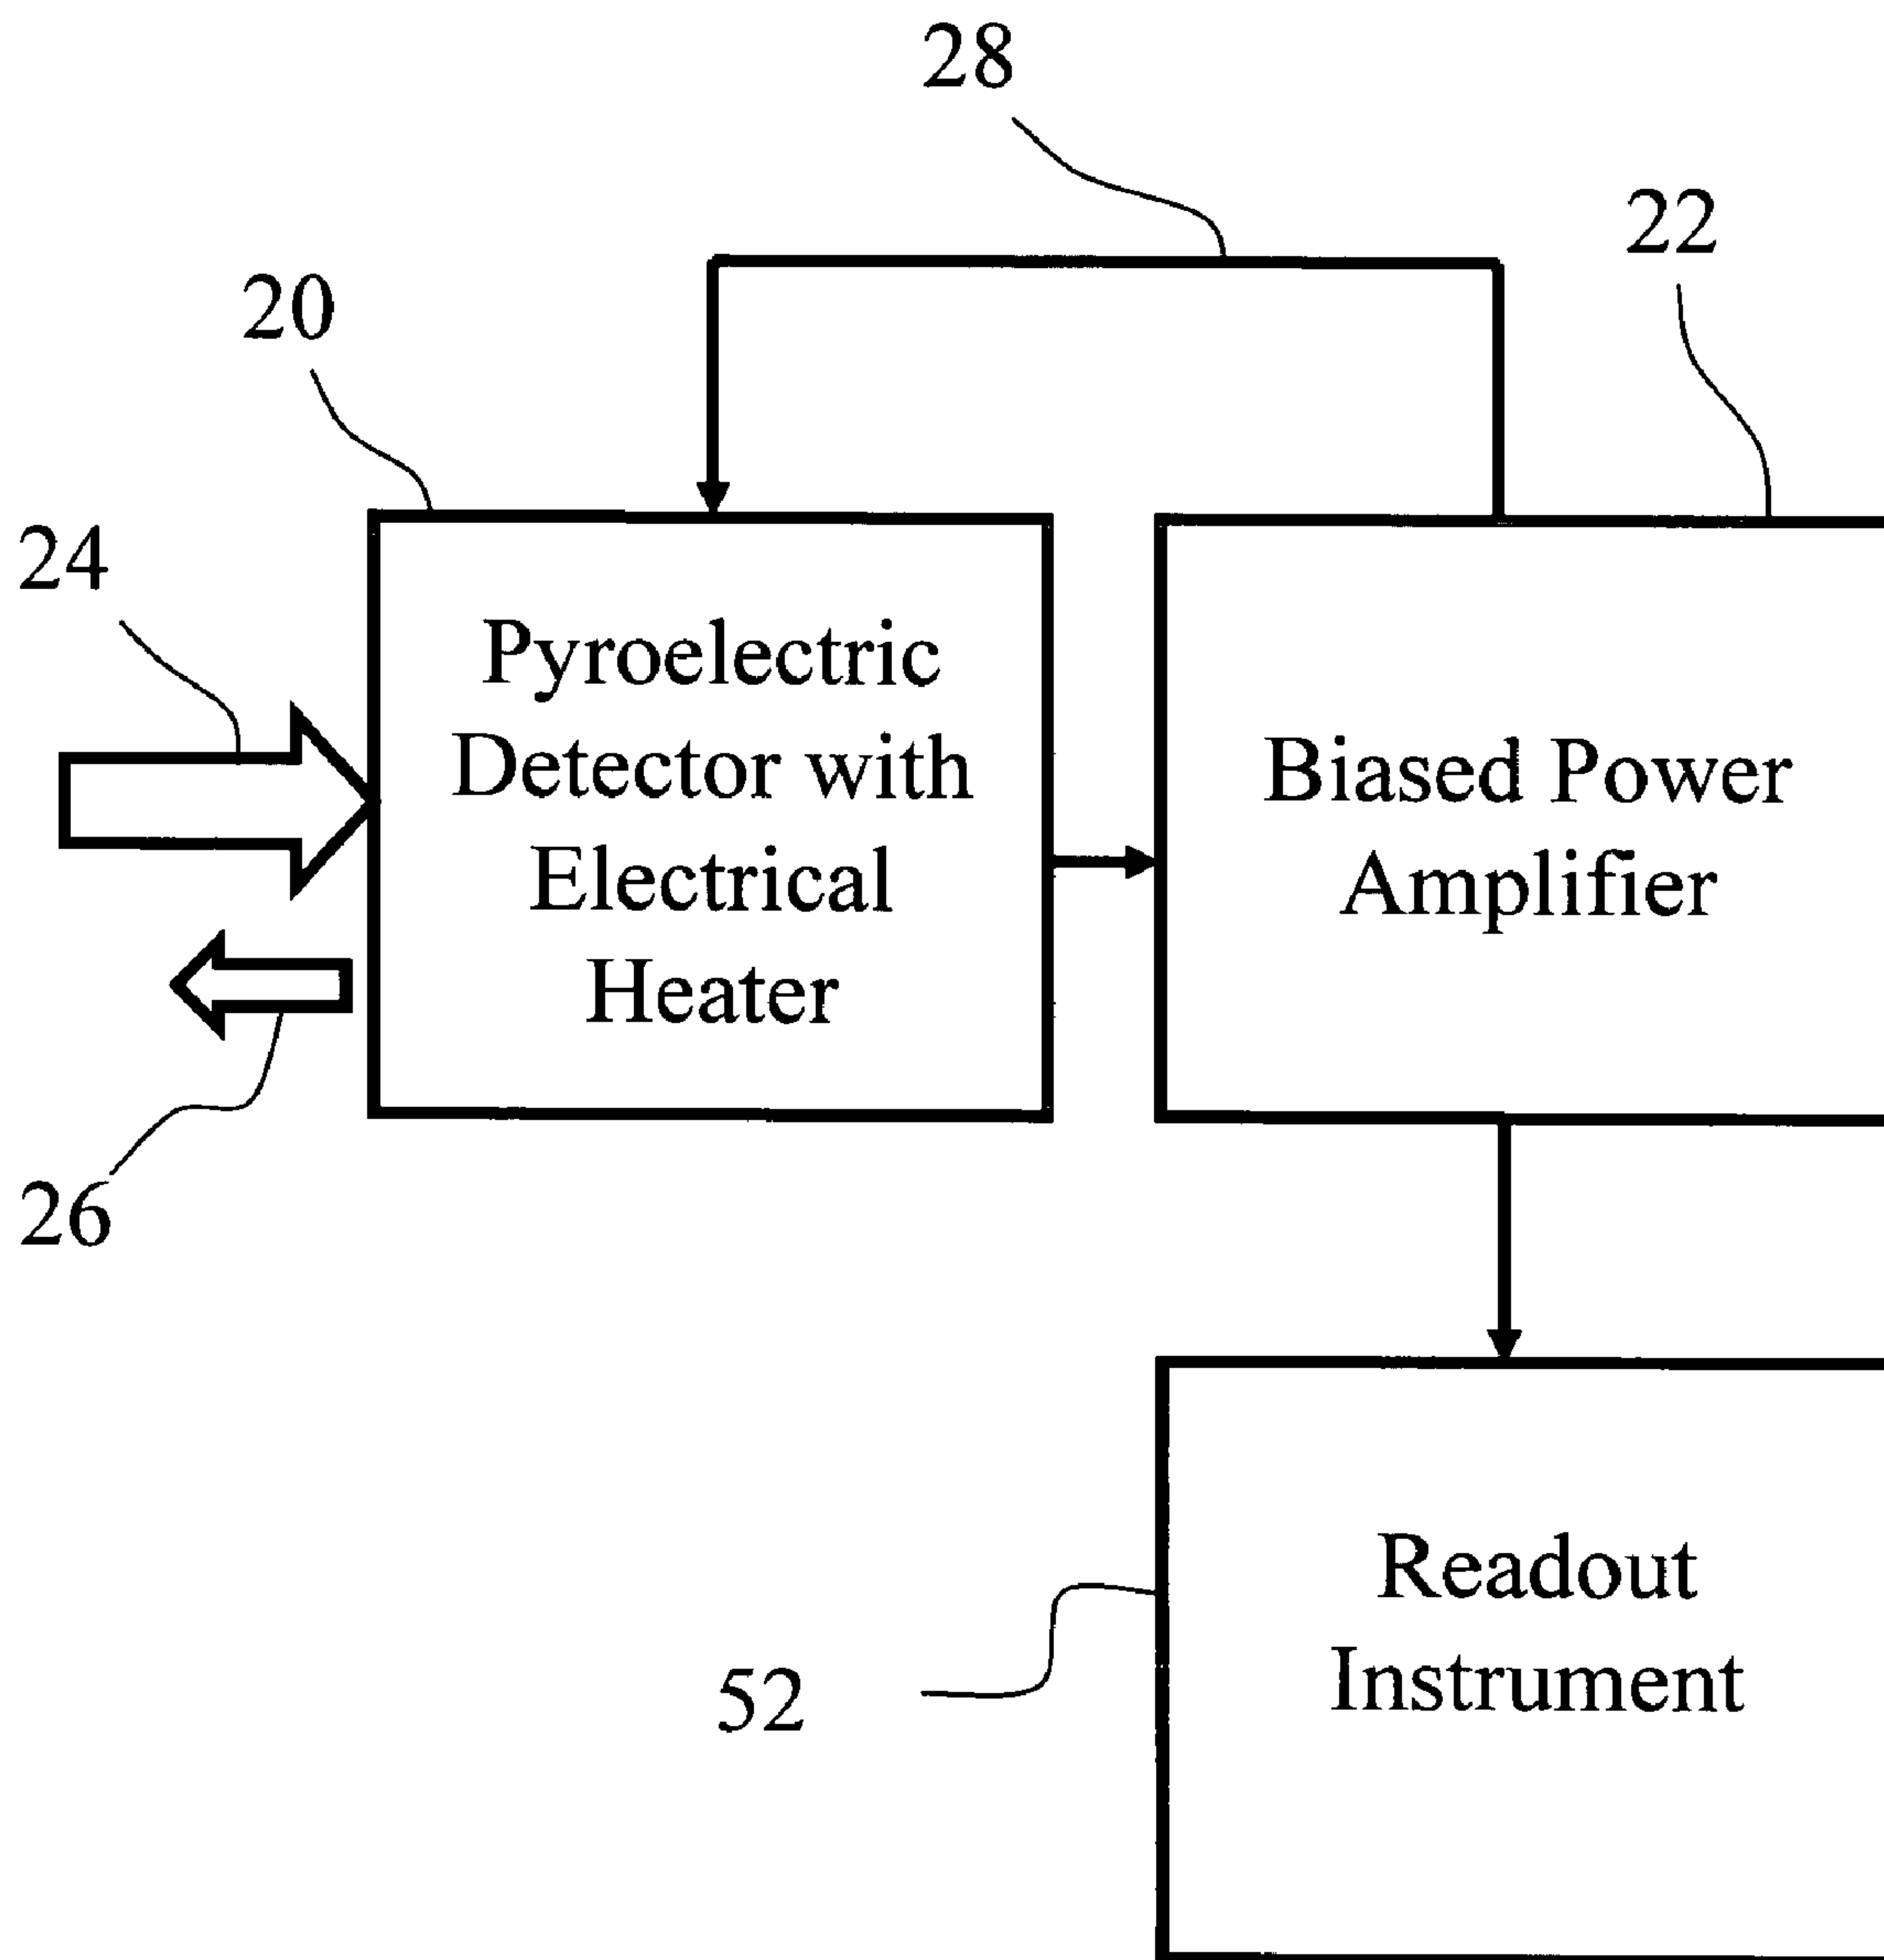 28
22
20
24
Pyroelectric
Detector with
Electrical
Heater
Biased Power
Amplifier
26
Readout
Instrument
52